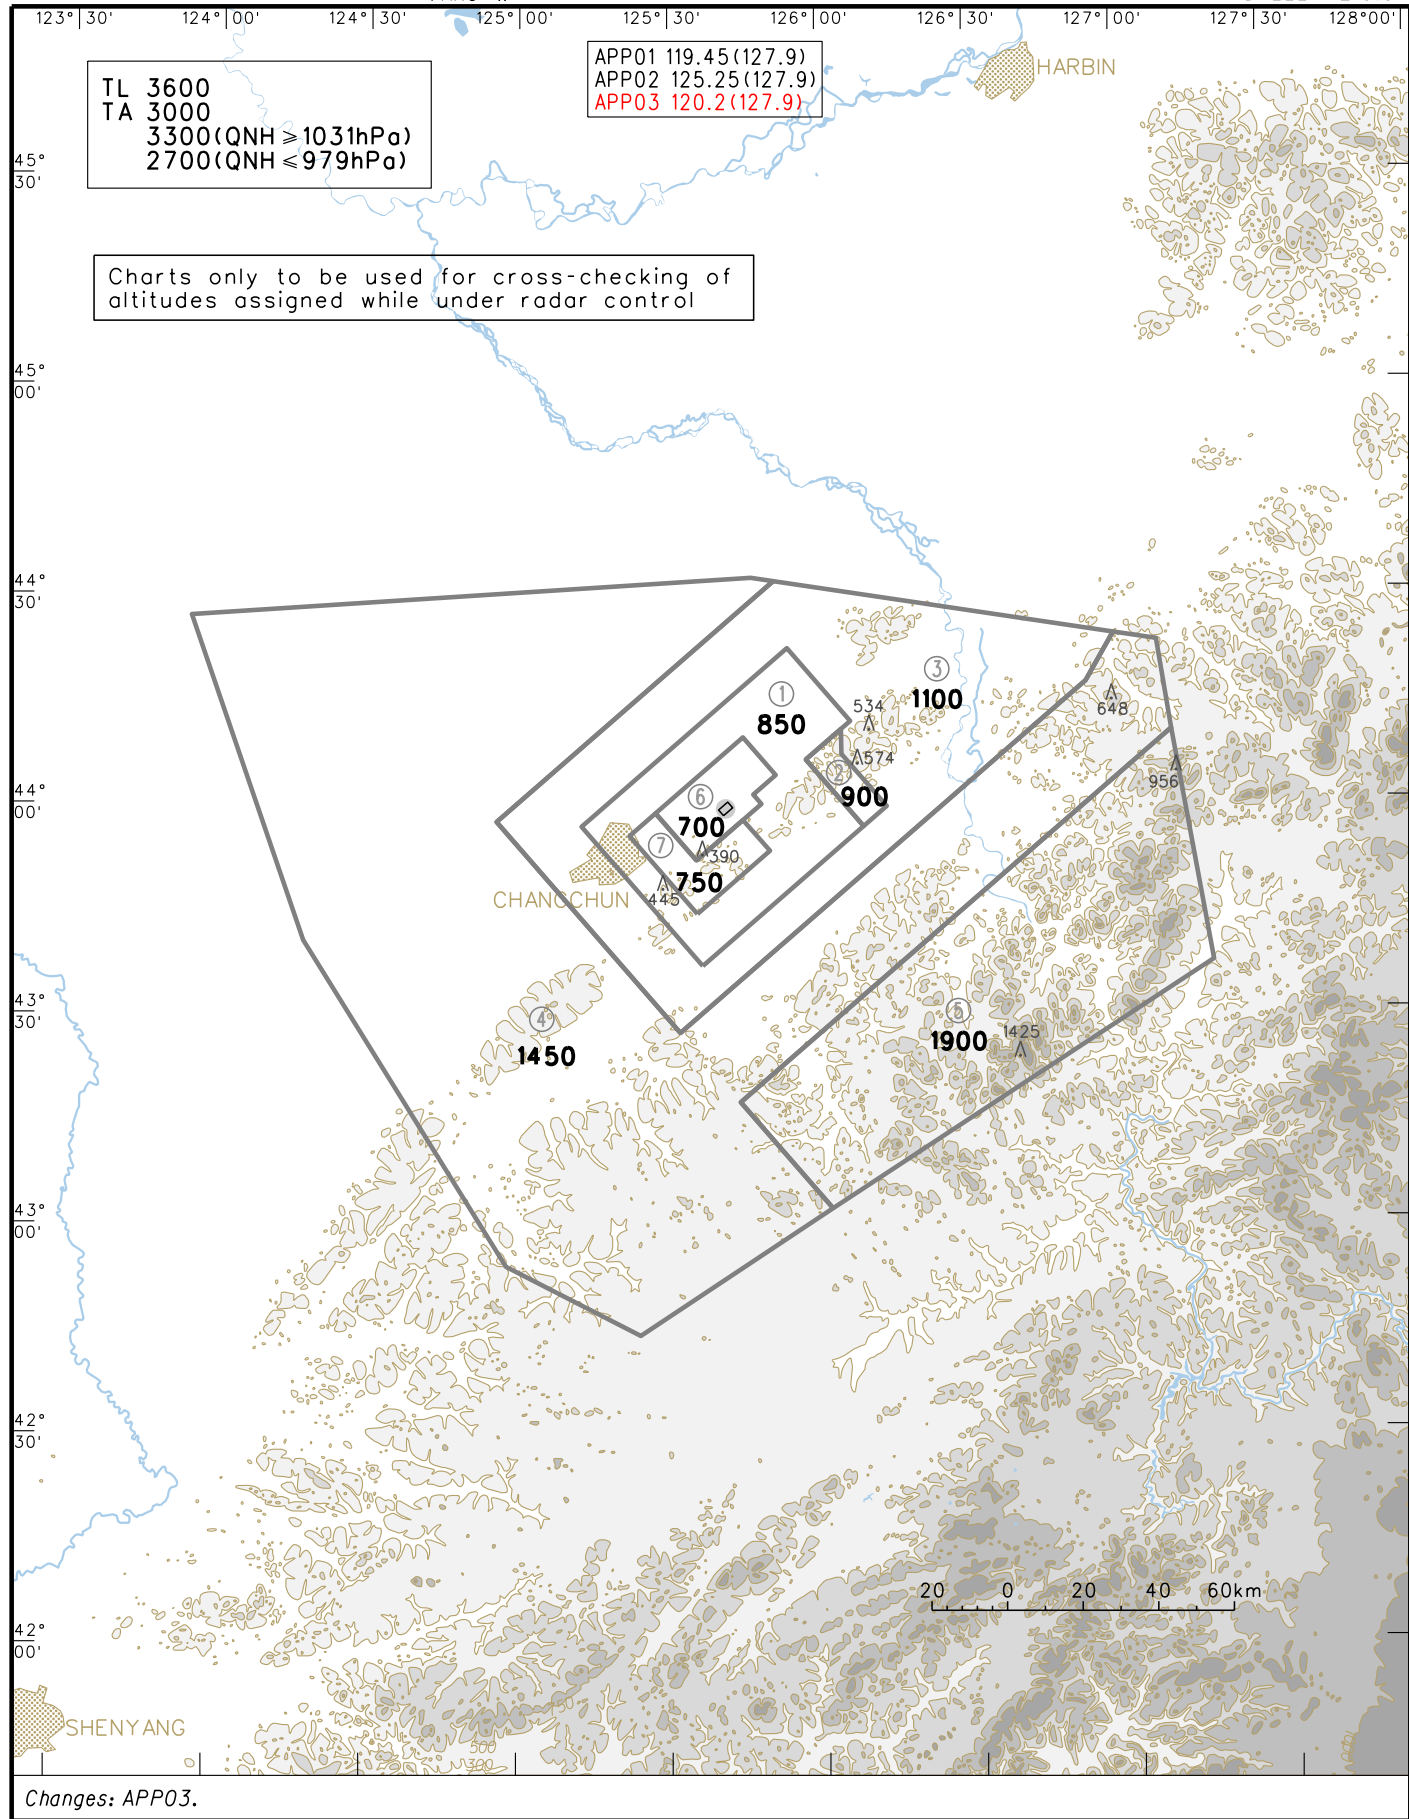 123°30' 124°00' 124°30' 125°00' 125°30' 126°00' 126°30' 127°00' 127°30' 128°00'
TL 3600
TA 3000
3300(QNH≥1031hPa)
2700(QNH≤979hPa)
APP01 119.45(127.9)
APP02 125.25(127.9)
APP03 120.2(127.9)
HARBIN
45°
30'
Charts only to be used for cross-checking of
altitudes assigned while under radar control
45°
00'
44°
30'
3
1100
1
850
534
574
648
2
900
956
44°
00'
6
700
7
390
750
445
CHANGCHUN
43°
30'
4
1450
5
1900
1425
43°
00'
42°
30'
20 0 20 40 60km
42°
00'
SHENYANG
500
300
Changes: APP03.